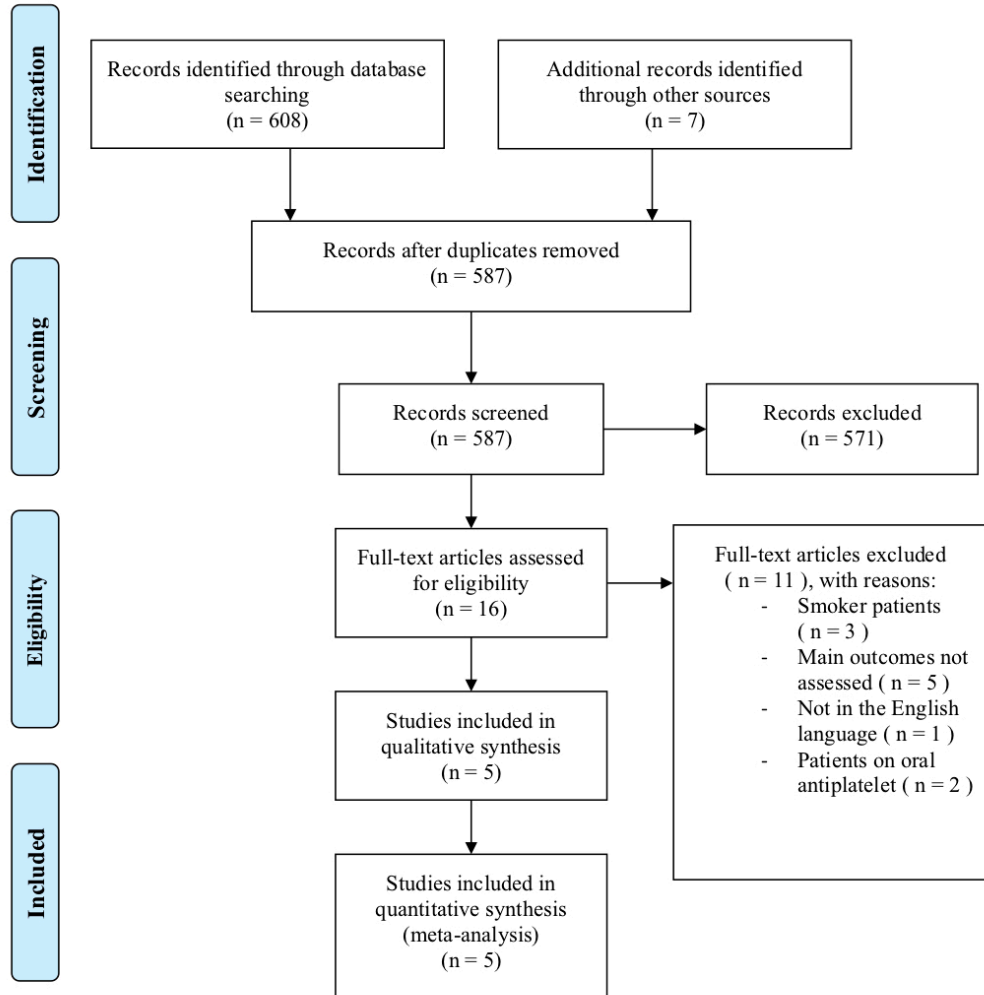 Identification
Records identified through database
searching
(n = 608)
Additional records identified
through other sources
(n = 7)
Records after duplicates removed
(n = 587)
Screening
Records screened
(n = 587)
Records excluded
(n = 571)
Eligibility
Full-text articles assessed
for eligibility
(n = 16)
Full-text articles excluded
( n = 11 ), with reasons:
- Smoker patients
( n = 3 )
- Main outcomes not
assessed ( n = 5 )
- Not in the English
language ( n = 1 )
- Patients on oral
antiplatelet ( n = 2 )
Studies included in
qualitative synthesis
(n = 5)
Included
Studies included in
quantitative synthesis
(meta-analysis)
(n = 5)